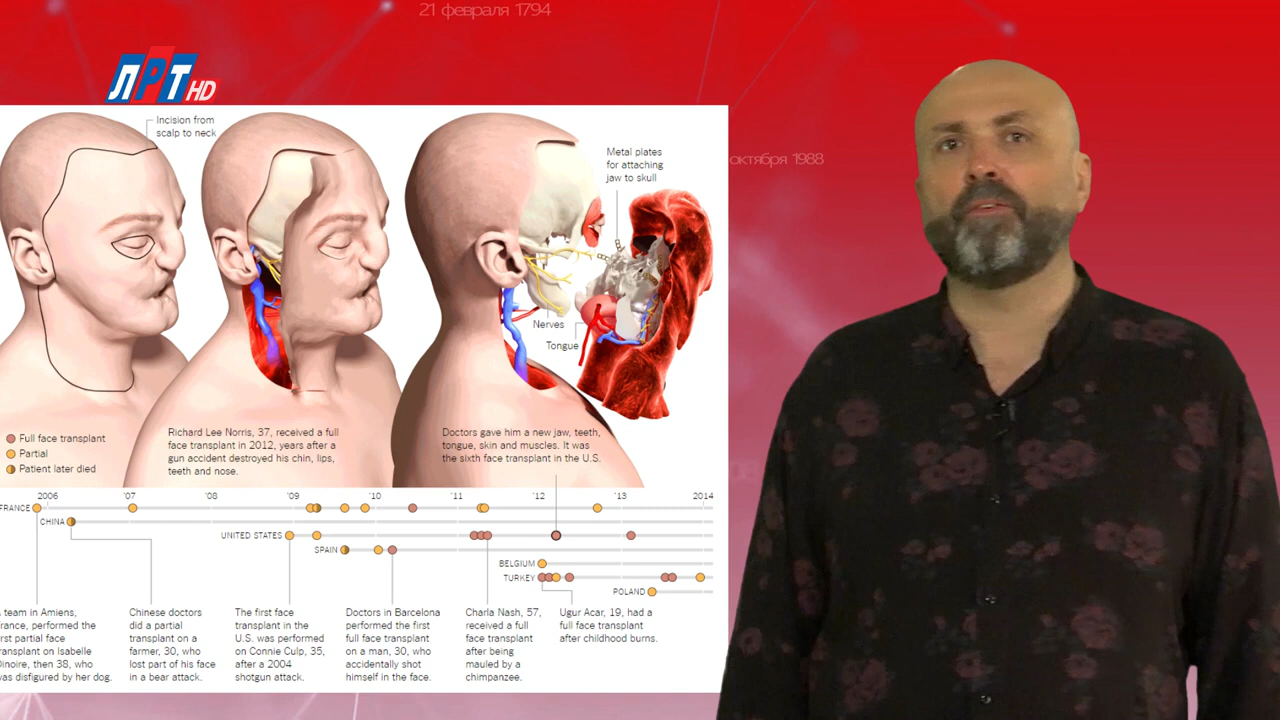 21 февраля 1794
ЛРТ HD
октября 1988
Incision from
scalp to neck
Metal plates
for attaching
jaw to skull
Nerves
Tongue
Full face transplant
Partial
Patient later died
Richard Lee Norris, 37, received a full
face transplant in 2012, years after a
gun accident destroyed his chin, lips,
teeth and nose.
Doctors gave him a new jaw, teeth,
tongue, skin and muscles. It was
the sixth face transplant in the U.S.
2006 '07 '08 '09 '10 '11 '12 '13 2014
FRANCE
CHINA
UNITED STATES
SPAIN
BELGIUM
TURKEY
POLAND
team in Amiens,
rance, performed the
rst partial face
ransplant on Isabelle
Dinoire, then 38, who
was disfigured by her dog.
Chinese doctors
did a partial
transplant on a
farmer, 30, who
lost part of his face
in a bear attack.
The first face
transplant in the
U.S. was performed
on Connie Culp, 35,
after a 2004
shotgun attack.
Doctors in Barcelona
performed the first
full face transplant
on a man, 30, who
accidentally shot
himself in the face.
Charla Nash, 57,
received a full
face transplant
after being
mauled by a
chimpanzee.
Ugur Acar, 19, had a
full face transplant
after childhood burns.